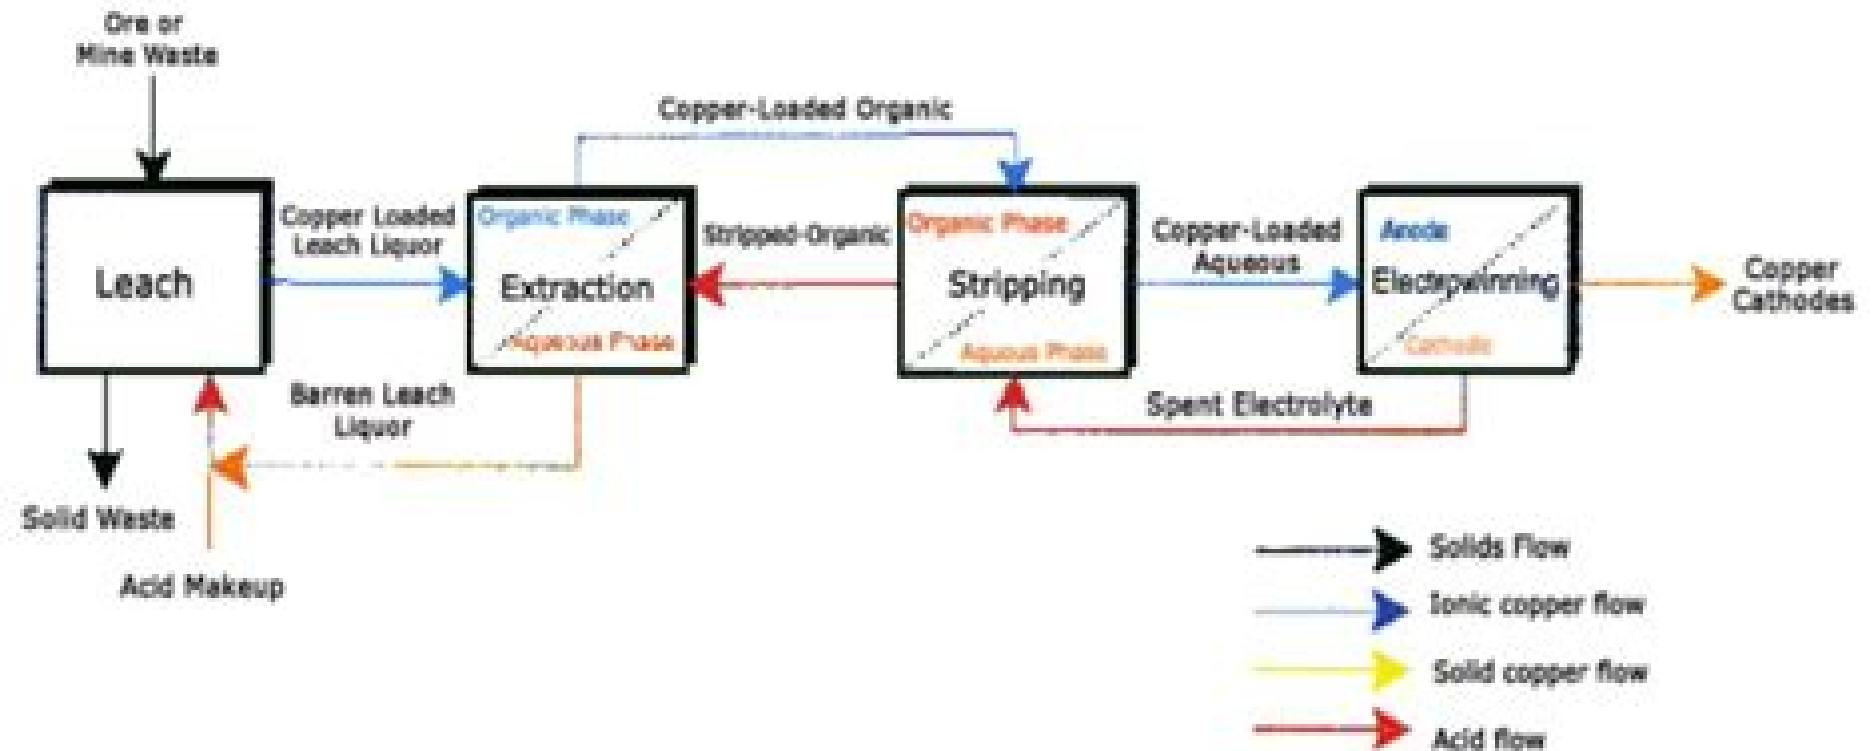 Ore or
Mine Waste
Copper-Loaded Organic
Leach
Copper Loaded
Leach Liquor
Organic Phase
Extraction
Aqueous Phase
Stripped-Organic
Organic Phase
Stripping
Aquous Phase
Copper-Loaded
Aqueous
Anode
Electrowinning
Cathode
Copper
Cathodes
Barren Leach
Liquor
Spent Electrolyte
Solid Waste
Acid Makeup
Solids Flow
Ionic copper flow
Solid copper flow
Acid flow